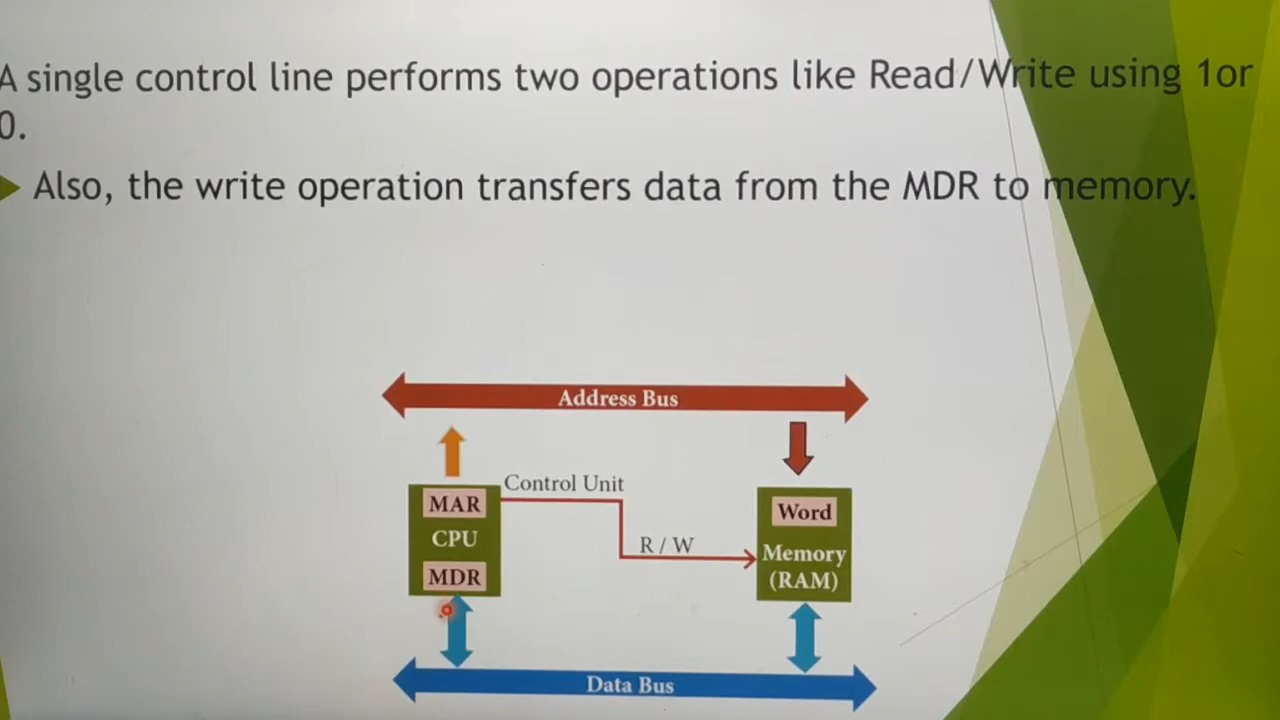 A single control line performs two operations like Read/Write using 1or
0.
Also, the write operation transfers data from the MDR to memory.
Address Bus
Control Unit
MAR
Word
CPU
R / W
Memory
MDR
(RAM)
Data Bus